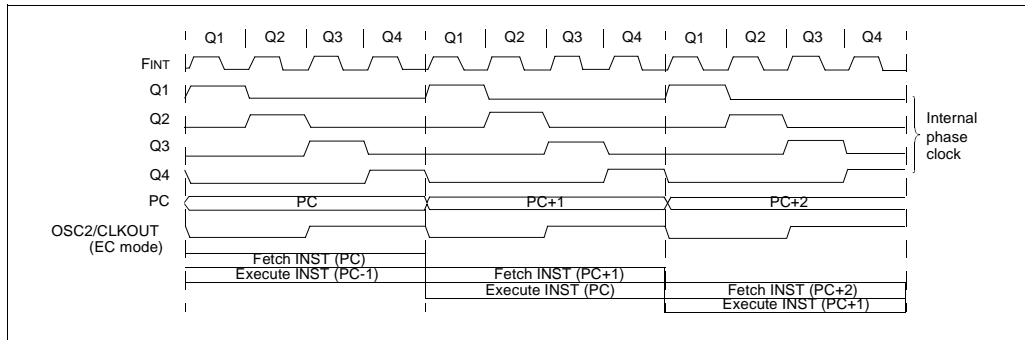 Q1 Q2 Q3 Q4 Q1 Q2 Q3 Q4 Q1 Q2 Q3 Q4
FINT
Q1
Q2
Q3
Q4
Internal
phase
clock
PC PC PC+1 PC+2
OSC2/CLKOUT
(EC mode)
Fetch INST (PC)
Execute INST (PC-1) Fetch INST (PC+1)
Execute INST (PC) Fetch INST (PC+2)
Execute INST (PC+1)